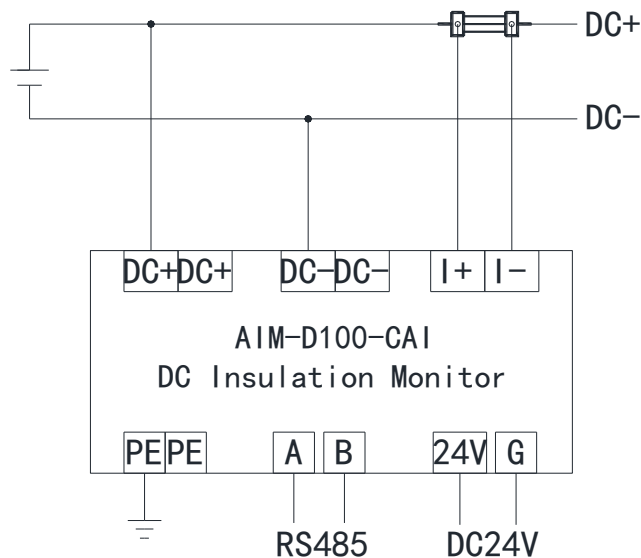 DC+
DC-
DC+ DC+ DC- DC- I+ I-
AIM-D100-CAI
DC Insulation Monitor
PE PE A B 24V G
RS485 DC24V